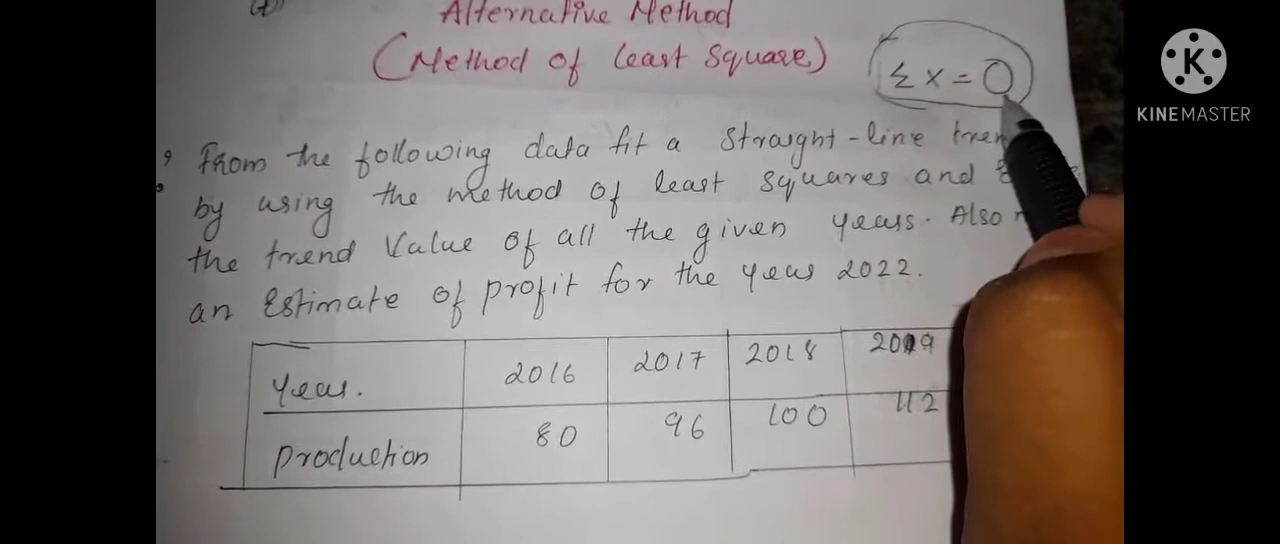 Alternative Method
(Method of Least Square)
Σ x = 0
K
KINEMASTER
From the following data fit a Straight-line
by using the method of least squares and
the trend Value of all the given years. Also
an Estimate of profit for the year 2022.
Year. 2016 2017 2018 2019
Production 80 96 100 112